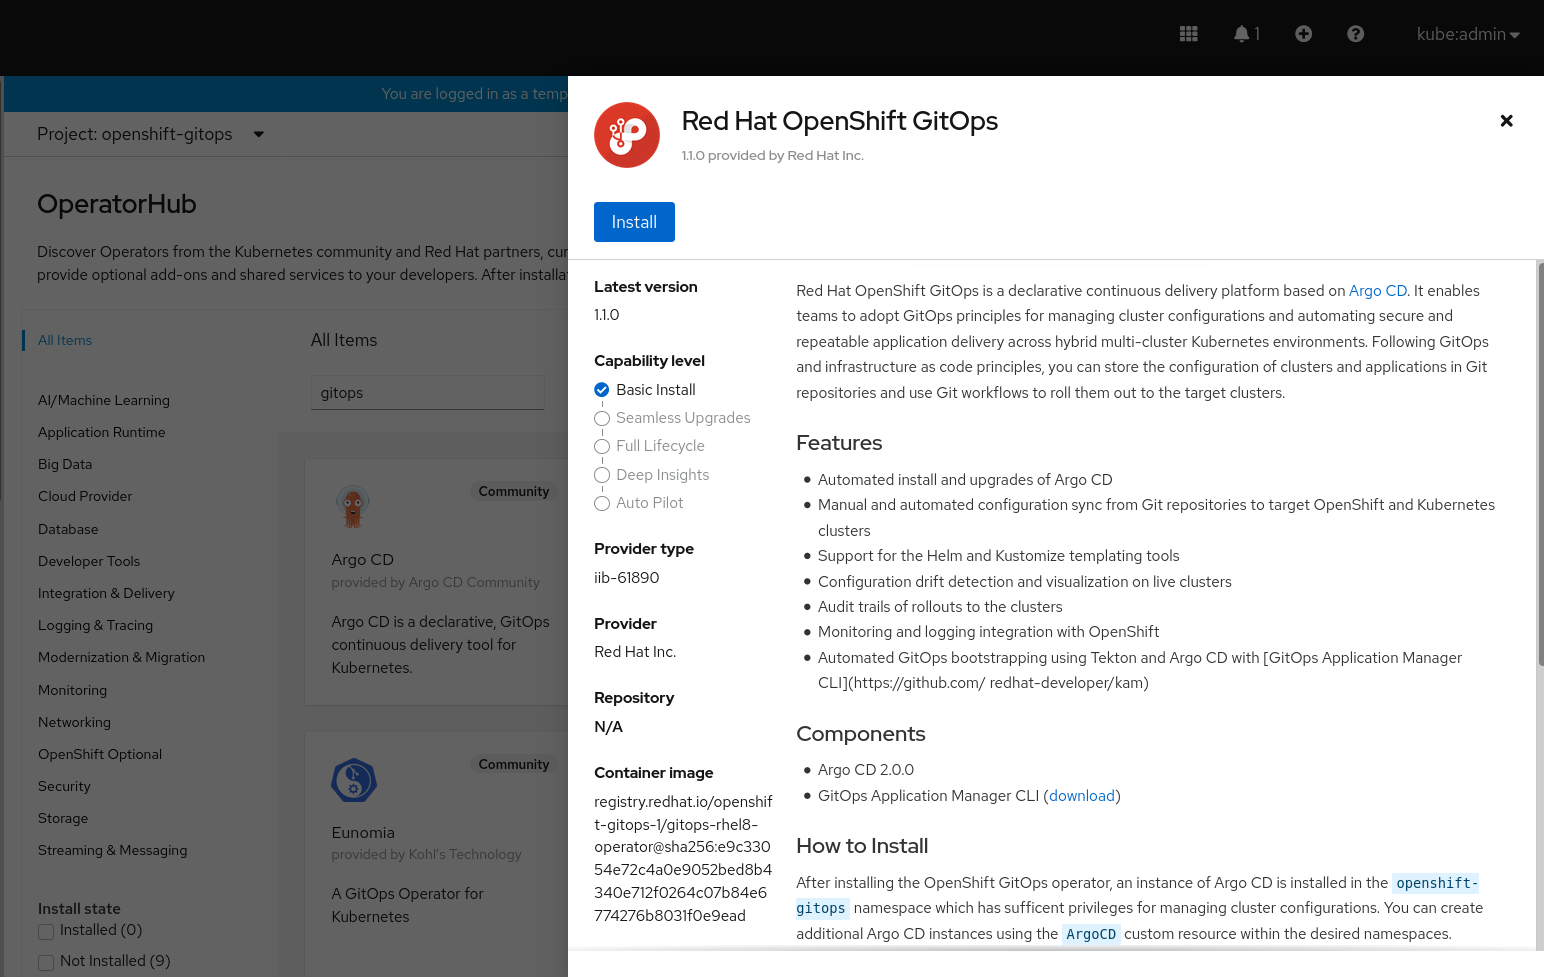 1
kube:admin
You are logged in as a temp
Project: openshift-gitops
OperatorHub
Discover Operators from the Kubernetes community and Red Hat partners, cur
provide optional add-ons and shared services to your developers. After installa
All Items
AI/Machine Learning
Application Runtime
Big Data
Cloud Provider
Database
Developer Tools
Integration & Delivery
Logging & Tracing
Modernization & Migration
Monitoring
Networking
OpenShift Optional
Security
Storage
Streaming & Messaging
Install state
Installed (0)
Not Installed (9)
All Items
gitops
Community
Argo CD
provided by Argo CD Community
Argo CD is a declarative, GitOps
continuous delivery tool for
Kubernetes.
Community
Eunomia
provided by Kohl's Technology
A GitOps Operator for
Kubernetes
Red Hat OpenShift GitOps
1.1.0 provided by Red Hat Inc.
Install
Latest version
1.1.0
Capability level
Basic Install
Seamless Upgrades
Full Lifecycle
Deep Insights
Auto Pilot
Provider type
iib-61890
Provider
Red Hat Inc.
Repository
N/A
Container image
registry.redhat.io/openshif
t-gitops-1/gitops-rhel8-
operator@sha256:e9c330
54e72c4a0e9052bed8b4
340e712f0264c07b84e6
774276b8031f0e9ead
Red Hat OpenShift GitOps is a declarative continuous delivery platform based on Argo CD. It enables
teams to adopt GitOps principles for managing cluster configurations and automating secure and
repeatable application delivery across hybrid multi-cluster Kubernetes environments. Following GitOps
and infrastructure as code principles, you can store the configuration of clusters and applications in Git
repositories and use Git workflows to roll them out to the target clusters.
Features
• Automated install and upgrades of Argo CD
• Manual and automated configuration sync from Git repositories to target OpenShift and Kubernetes
clusters
• Support for the Helm and Kustomize templating tools
• Configuration drift detection and visualization on live clusters
• Audit trails of rollouts to the clusters
• Monitoring and logging integration with OpenShift
• Automated GitOps bootstrapping using Tekton and Argo CD with [GitOps Application Manager
CLI](https://github.com/ redhat-developer/kam)
Components
• Argo CD 2.0.0
• GitOps Application Manager CLI (download)
How to Install
After installing the OpenShift GitOps operator, an instance of Argo CD is installed in the openshift-
gitops namespace which has sufficent privileges for managing cluster configurations. You can create
additional Argo CD instances using the ArgoCD custom resource within the desired namespaces.